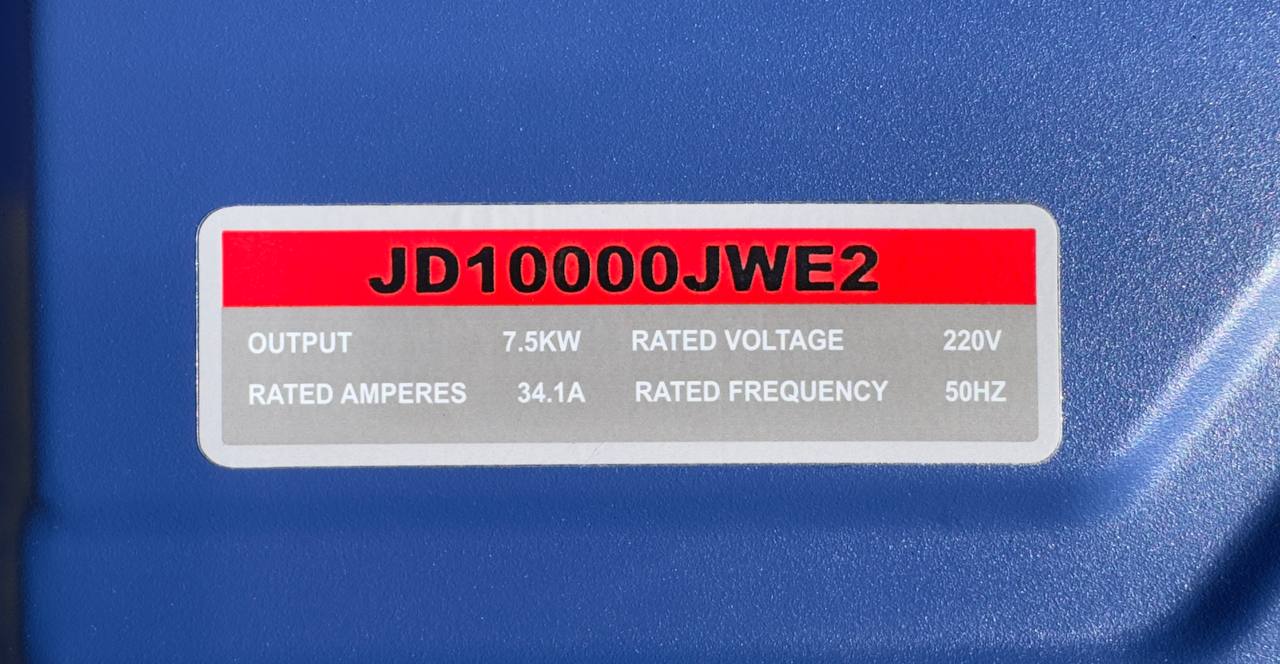 JD10000JWE2
OUTPUT 7.5KW RATED VOLTAGE 220V
RATED AMPERES 34.1A RATED FREQUENCY 50HZ